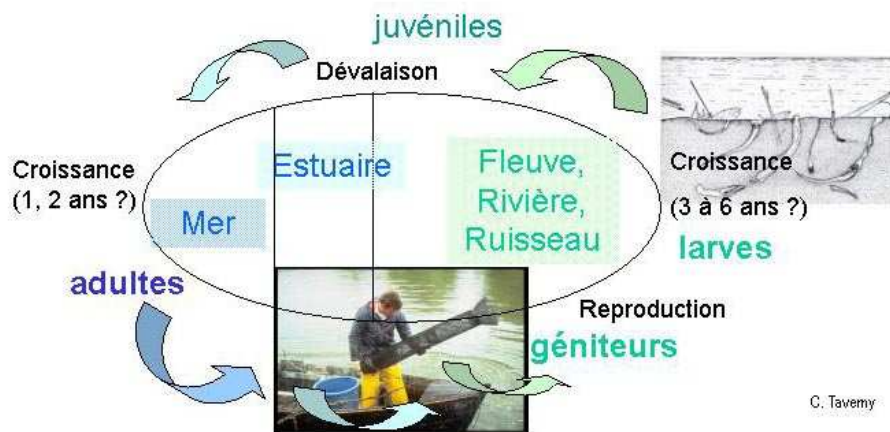 juvéniles
Dévalaison
Croissance
(1, 2 ans ?)
Estuaire
Mer
Fleuve,
Rivière,
Ruisseau
Croissance
(3 à 6 ans ?)
larves
adultes
Reproduction
géniteurs
C. Taverny